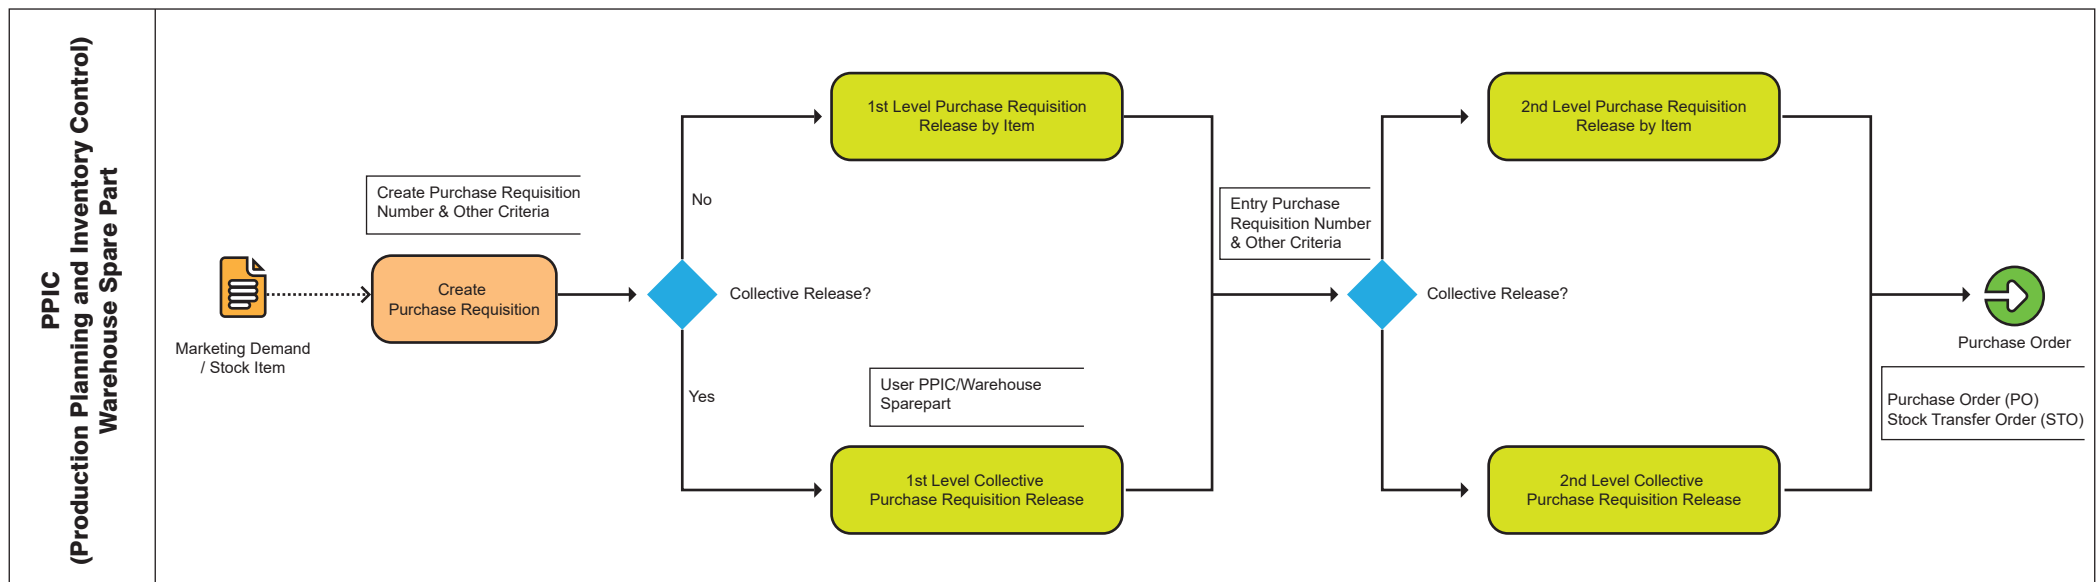 PPIC
(Production Planning and Inventory Control)
Warehouse Spare Part
Marketing Demand
/ Stock Item
Create Purchase Requisition
Number & Other Criteria
Create
Purchase Requisition
Collective Release?
No
Yes
1st Level Purchase Requisition
Release by Item
User PPIC/Warehouse
Sparepart
1st Level Collective
Purchase Requisition Release
Entry Purchase
Requisition Number
& Other Criteria
Collective Release?
2nd Level Purchase Requisition
Release by Item
2nd Level Collective
Purchase Requisition Release
Purchase Order
Purchase Order (PO)
Stock Transfer Order (STO)